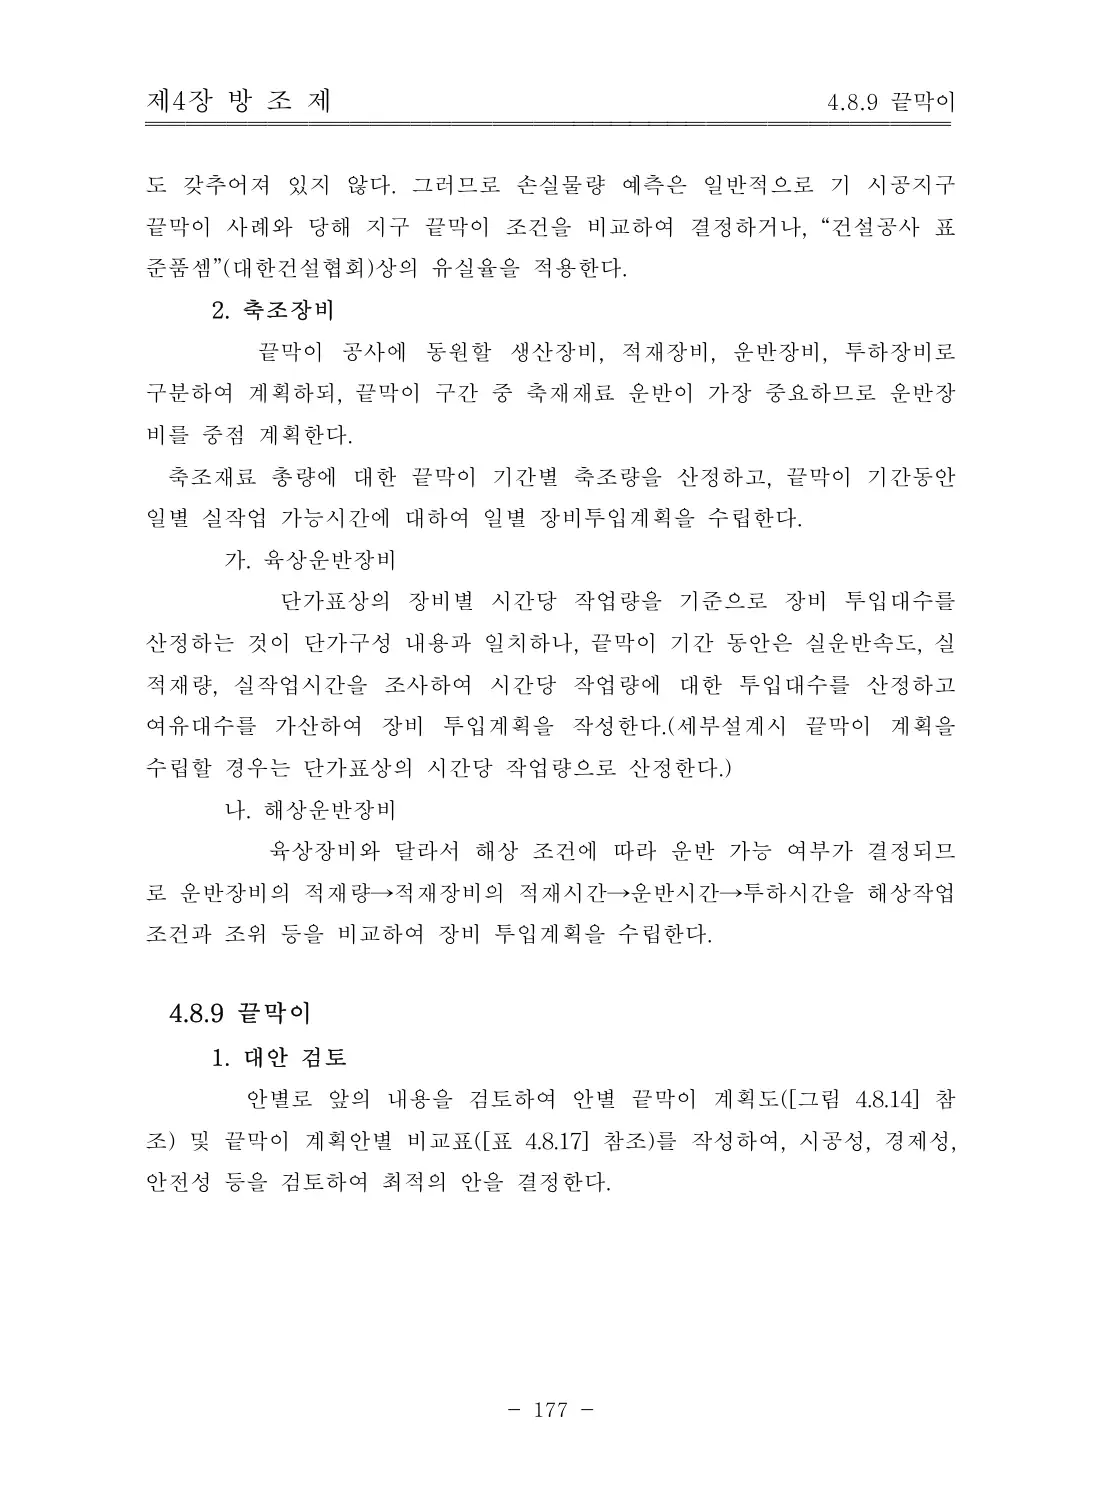 제4장 방 조 제
4.8.9 끝막이
도 갖추어져 있지 않다. 그러므로 손실물량 예측은 일반적으로 기 시공지구
끝막이 사례와 당해 지구 끝막이 조건을 비교하여 결정하거나, “건설공사 표
준품셈”(대한건설협회)상의 유실율을 적용한다.
2. 축조장비
끝막이 공사에 동원할 생산장비, 적재장비, 운반장비, 투하장비로
구분하여 계획하되, 끝막이 구간 중 축재재료 운반이 가장 중요하므로 운반장
비를 중점 계획한다.
축조재료 총량에 대한 끝막이 기간별 축조량을 산정하고, 끝막이 기간동안
일별 실작업 가능시간에 대하여 일별 장비투입계획을 수립한다.
가. 육상운반장비
단가표상의 장비별 시간당 작업량을 기준으로 장비 투입대수를
산정하는 것이 단가구성 내용과 일치하나, 끝막이 기간 동안은 실운반속도, 실
적재량, 실작업시간을 조사하여 시간당 작업량에 대한 투입대수를 산정하고
여유대수를 가산하여 장비 투입계획을 작성한다.(세부설계시 끝막이 계획을
수립할 경우는 단가표상의 시간당 작업량으로 산정한다.)
나. 해상운반장비
육상장비와 달라서 해상 조건에 따라 운반 가능 여부가 결정되므
로 운반장비의 적재량→적재장비의 적재시간→운반시간→투하시간을 해상작업
조건과 조위 등을 비교하여 장비 투입계획을 수립한다.
4.8.9 끝막이
1. 대안 검토
안별로 앞의 내용을 검토하여 안별 끝막이 계획도([그림 4.8.14] 참
조) 및 끝막이 계획안별 비교표([표 4.8.17] 참조)를 작성하여, 시공성, 경제성,
안전성 등을 검토하여 최적의 안을 결정한다.
- 177 -